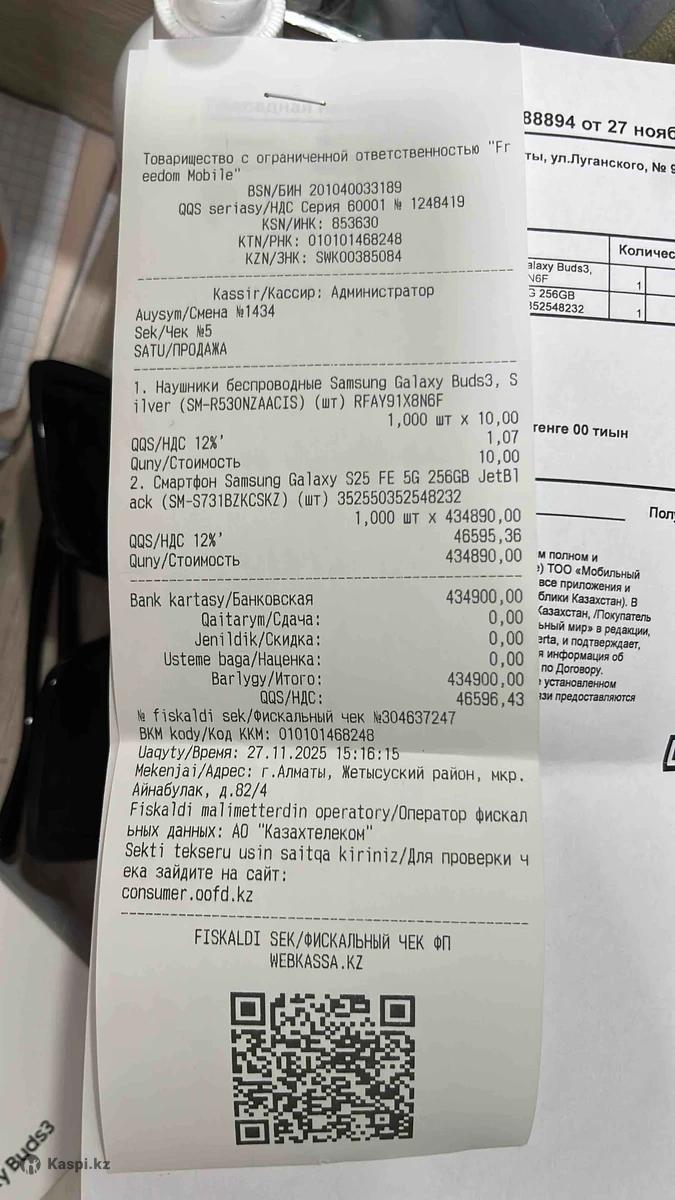 Товарищество с ограниченной ответственностью "Fr
eedom Mobile"
BSN/БИН 201040033189
QQS seriasy/НДС Серия 60001 № 1248419
KSN/ИНК: 853630
KTN/РНК: 010101468248
KZN/ЗНК: SWK00385084
Kassir/Кассир: Администратор
Auysym/Смена №1434
Sek/Чек №5
SATU/ПРОДАЖА
1. Наушники беспроводные Samsung Galaxy Buds3, S
ilver (SM-R530NZAACIS) (шт) RFAY91X8N6F
1,000 шт x 10,00
QQS/НДС 12%' 1,07
Quny/Стоимость 10,00
2. Смартфон Samsung Galaxy S25 FE 5G 256GB JetBl
ack (SM-S731BZKCSKZ) (шт) 352550352548232
1,000 шт x 434890,00
QQS/НДС 12%' 46595,36
Quny/Стоимость 434890,00
Bank kartasy/Банковская 434900,00
Qaitarym/Сдача: 0,00
Jenildik/Скидка: 0,00
Usteme baga/Наценка: 0,00
Barlygy/Итого: 434900,00
QQS/НДС: 46596,43
№ fiskaldi sek/Фискальный чек №304637247
BKM kody/Код ККМ: 010101468248
Uaqyty/Время: 27.11.2025 15:16:15
Mekenjai/Адрес: г.Алматы, Жетысуский район, мкр.
Айнабулак, д.82/4
Fiskaldi malimetterdin operatory/Оператор фискал
ьных данных: АО "Казахтелеком"
Sekti tekseru usin saitqa kiriniz/Для проверки ч
ека зайдите на сайт:
consumer.oofd.kz
FISKALDI SEK/ФИСКАЛЬНЫЙ ЧЕК ФП
WEBKASSA.KZ
88894 от 27 нояб
ты, ул.Луганского, № 9
Количес
alaxy Buds3,
N6F 1
G 256GB
352548232 1
тенге 00 тиын
Полу
м полном и
е) ТОО «Мобильный
все приложения и
блики Казахстан). В
Казахстан, /Покупатель
ьный мир» в редакции,
erta, и подтверждает,
я информация об
по Договору.
установленном
язи предоставляются
y Buds3
Kaspi.kz